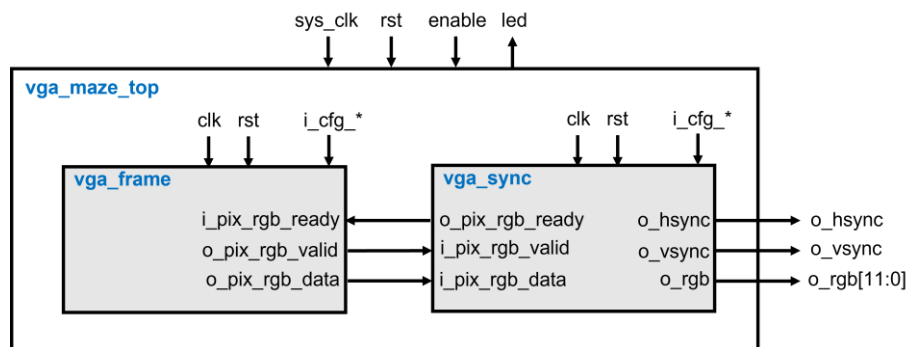 sys_clk rst enable led
vga_maze_top
clk rst i_cfg_* clk rst i_cfg_*
vga_frame vga_sync
i_pix_rgb_ready o_pix_rgb_ready o_hsync o_hsync
o_pix_rgb_valid i_pix_rgb_valid o_vsync o_vsync
o_pix_rgb_data i_pix_rgb_data o_rgb o_rgb[11:0]